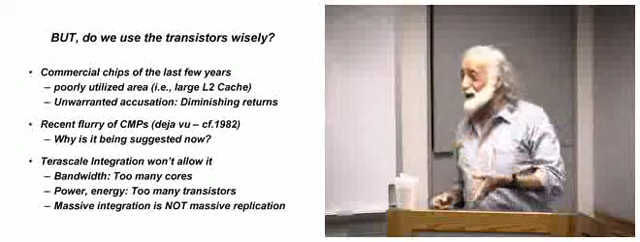 BUT, do we use the transistors wisely?
• Commercial chips of the last few years
– poorly utilized area (i.e., large L2 Cache)
– Unwarranted accusation: Diminishing returns
• Recent flurry of CMPs (deja vu – cf.1982)
– Why is it being suggested now?
• Terascale Integration won't allow it
– Bandwidth: Too many cores
– Power, energy: Too many transistors
– Massive integration is NOT massive replication